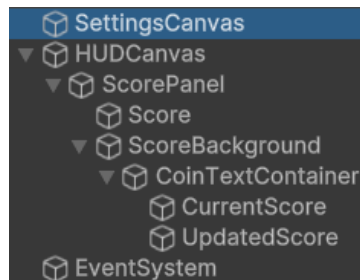 SettingsCanvas
HUDCanvas
ScorePanel
Score
ScoreBackground
CoinTextContainer
CurrentScore
UpdatedScore
EventSystem